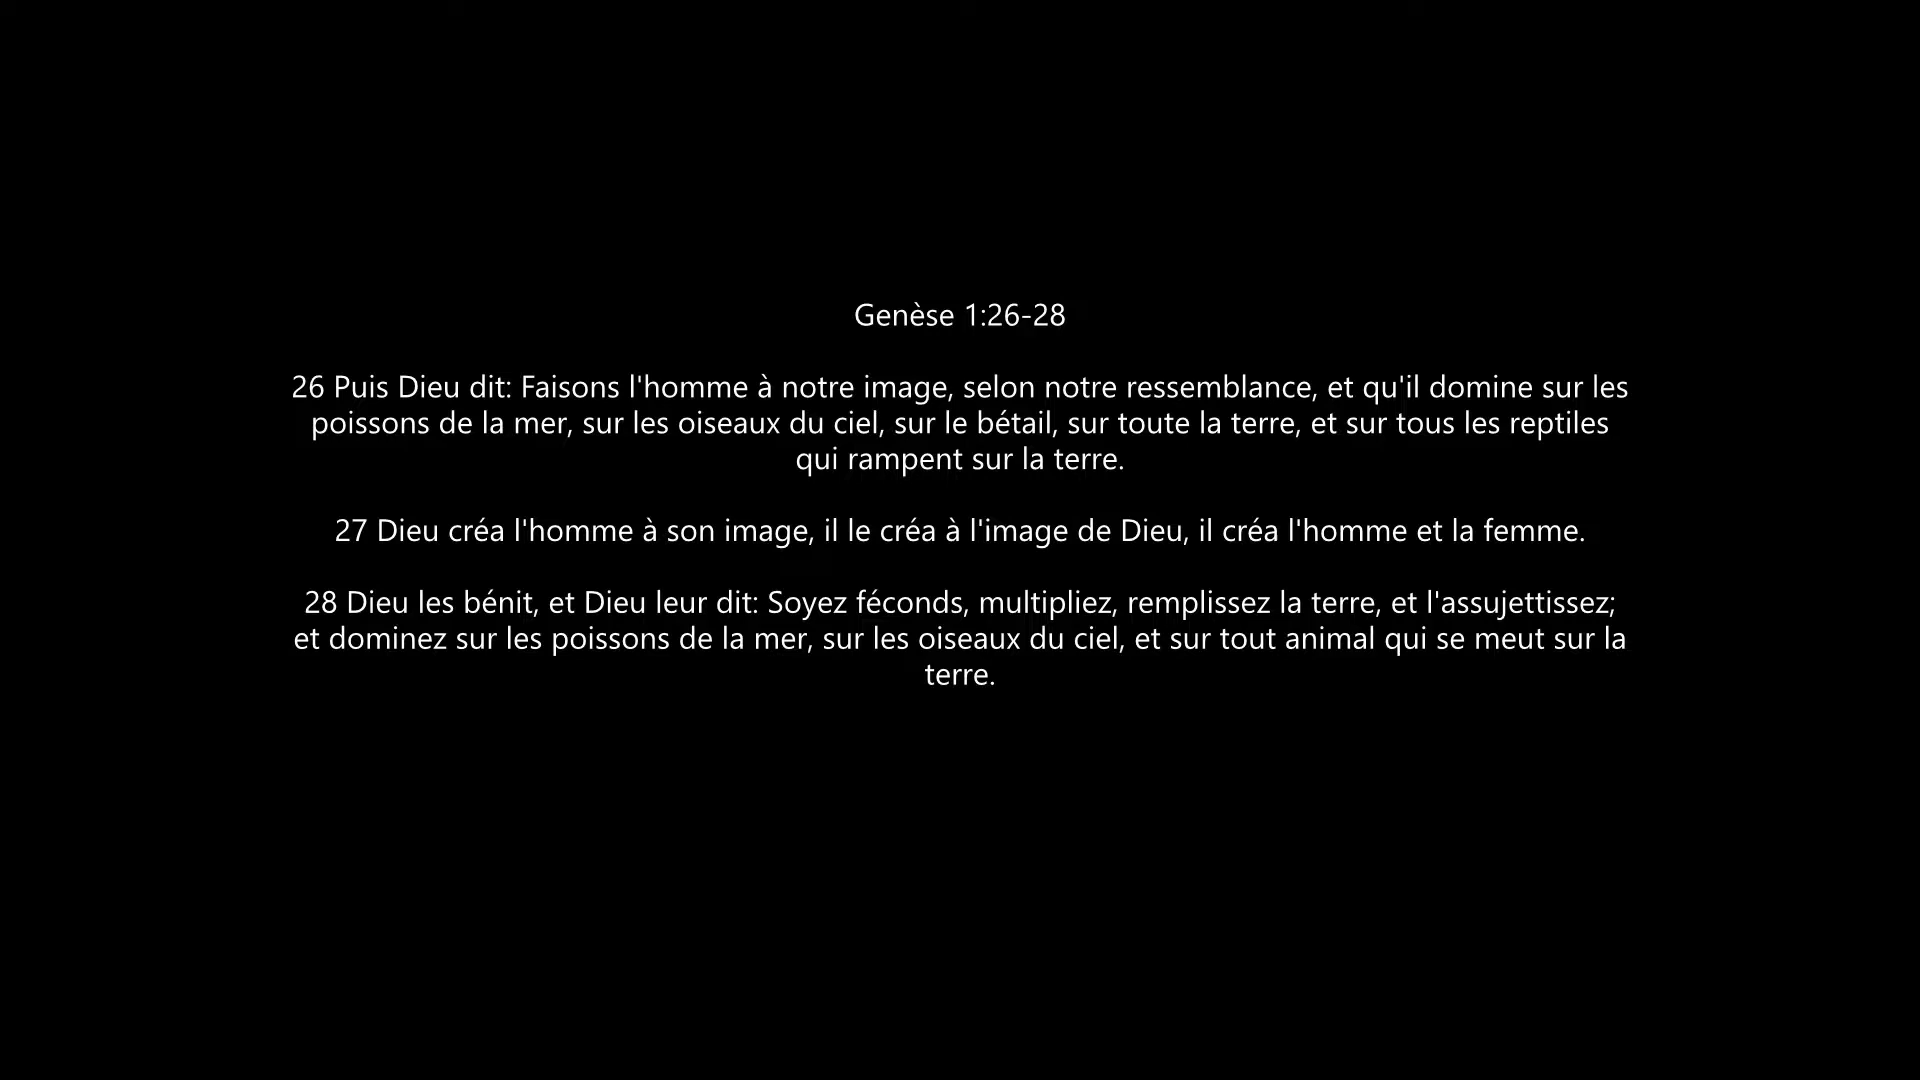 Genèse 1:26-28
26 Puis Dieu dit: Faisons l'homme à notre image, selon notre ressemblance, et qu'il domine sur les
poissons de la mer, sur les oiseaux du ciel, sur le bétail, sur toute la terre, et sur tous les reptiles
qui rampent sur la terre.
27 Dieu créa l'homme à son image, il le créa à l'image de Dieu, il créa l'homme et la femme.
28 Dieu les bénit, et Dieu leur dit: Soyez féconds, multipliez, remplissez la terre, et l'assujettissez;
et dominez sur les poissons de la mer, sur les oiseaux du ciel, et sur tout animal qui se meut sur la
terre.